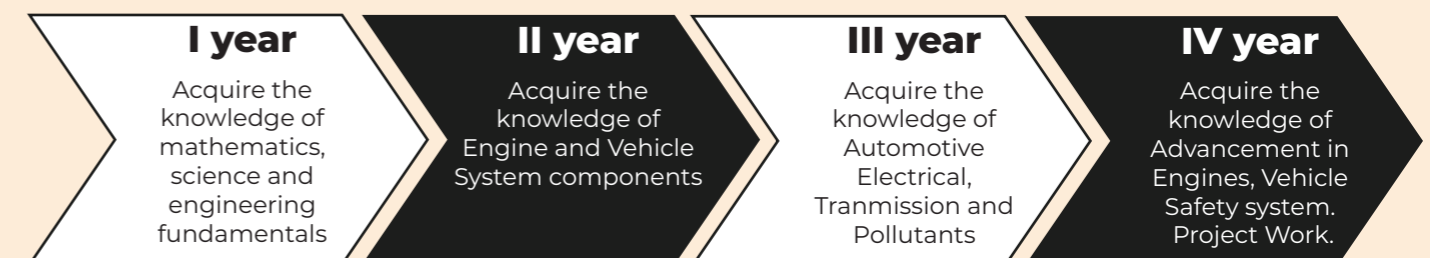 I year
Acquire the
knowledge of
mathematics,
science and
engineering
fundamentals
II year
Acquire the
knowledge of
Engine and Vehicle
System components
III year
Acquire the
knowledge of
Automotive
Electrical,
Tranmission and
Pollutants
IV year
Acquire the
knowledge of
Advancement in
Engines, Vehicle
Safety system.
Project Work.